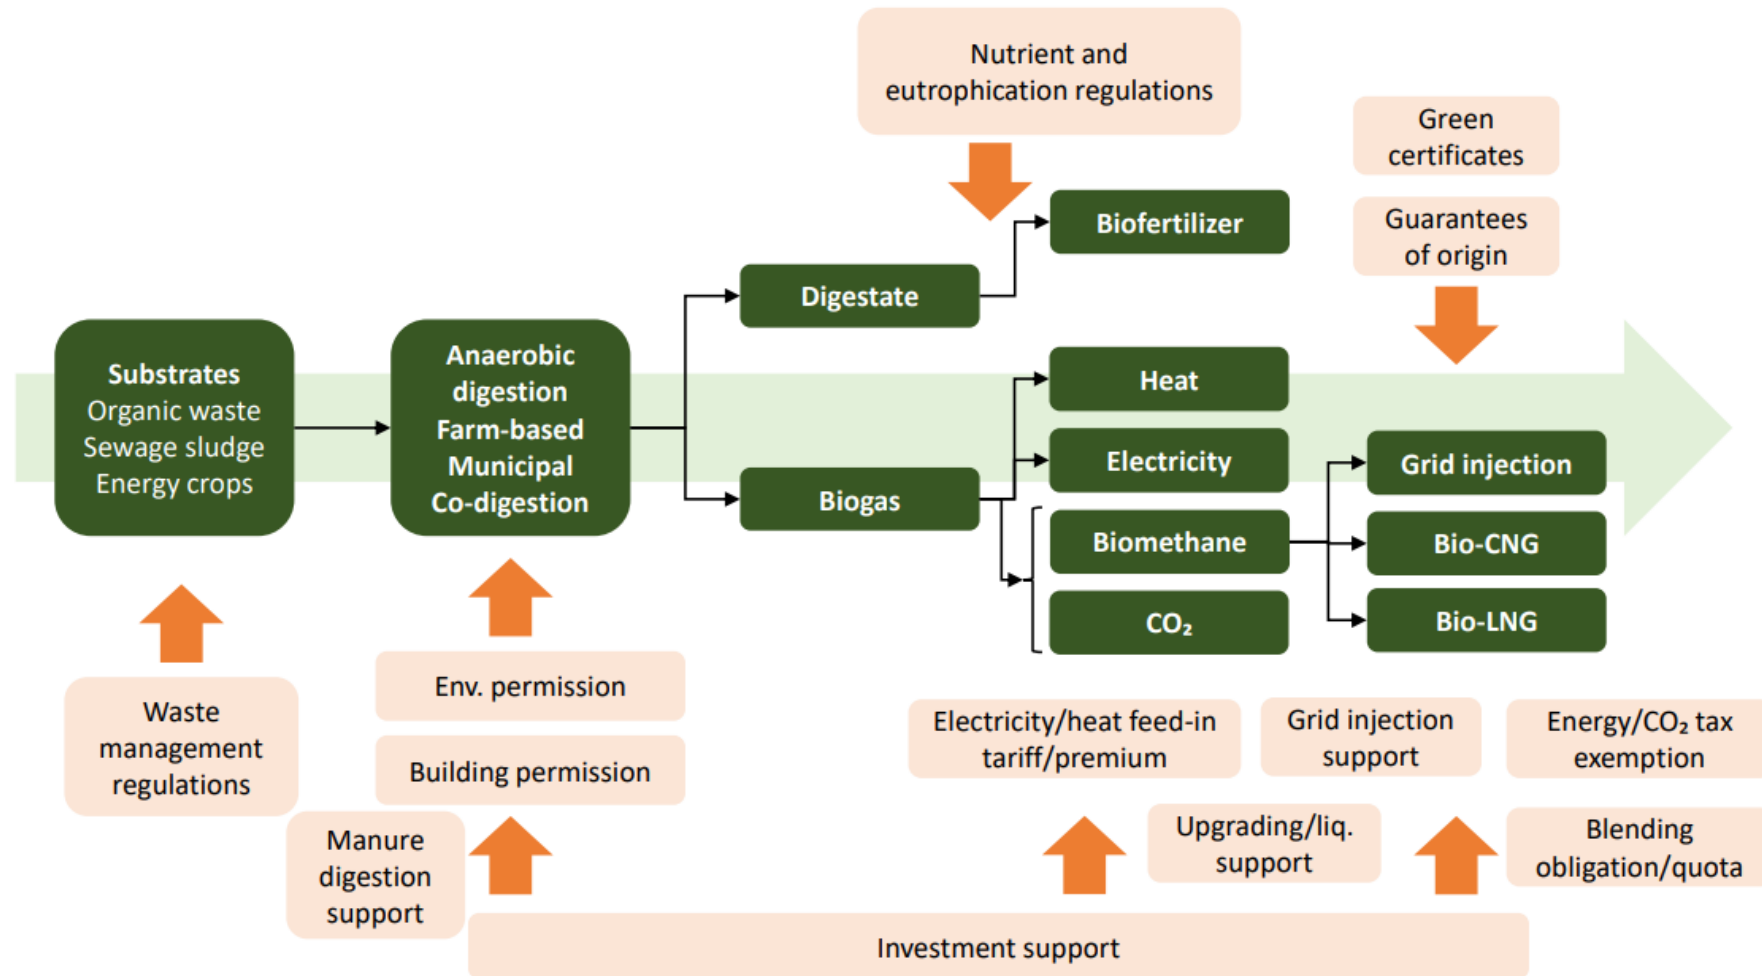 Nutrient and
eutrophication regulations
Green
certificates
Guarantees
of origin
Biofertilizer
Digestate
Substrates
Organic waste
Sewage sludge
Energy crops
Anaerobic
digestion
Farm-based
Municipal
Co-digestion
Heat
Electricity
Biogas
Biomethane
CO₂
Grid injection
Bio-CNG
Bio-LNG
Waste
management
regulations
Env. permission
Building permission
Manure
digestion
support
Electricity/heat feed-in
tariff/premium
Grid injection
support
Energy/CO₂ tax
exemption
Upgrading/liq.
support
Blending
obligation/quota
Investment support